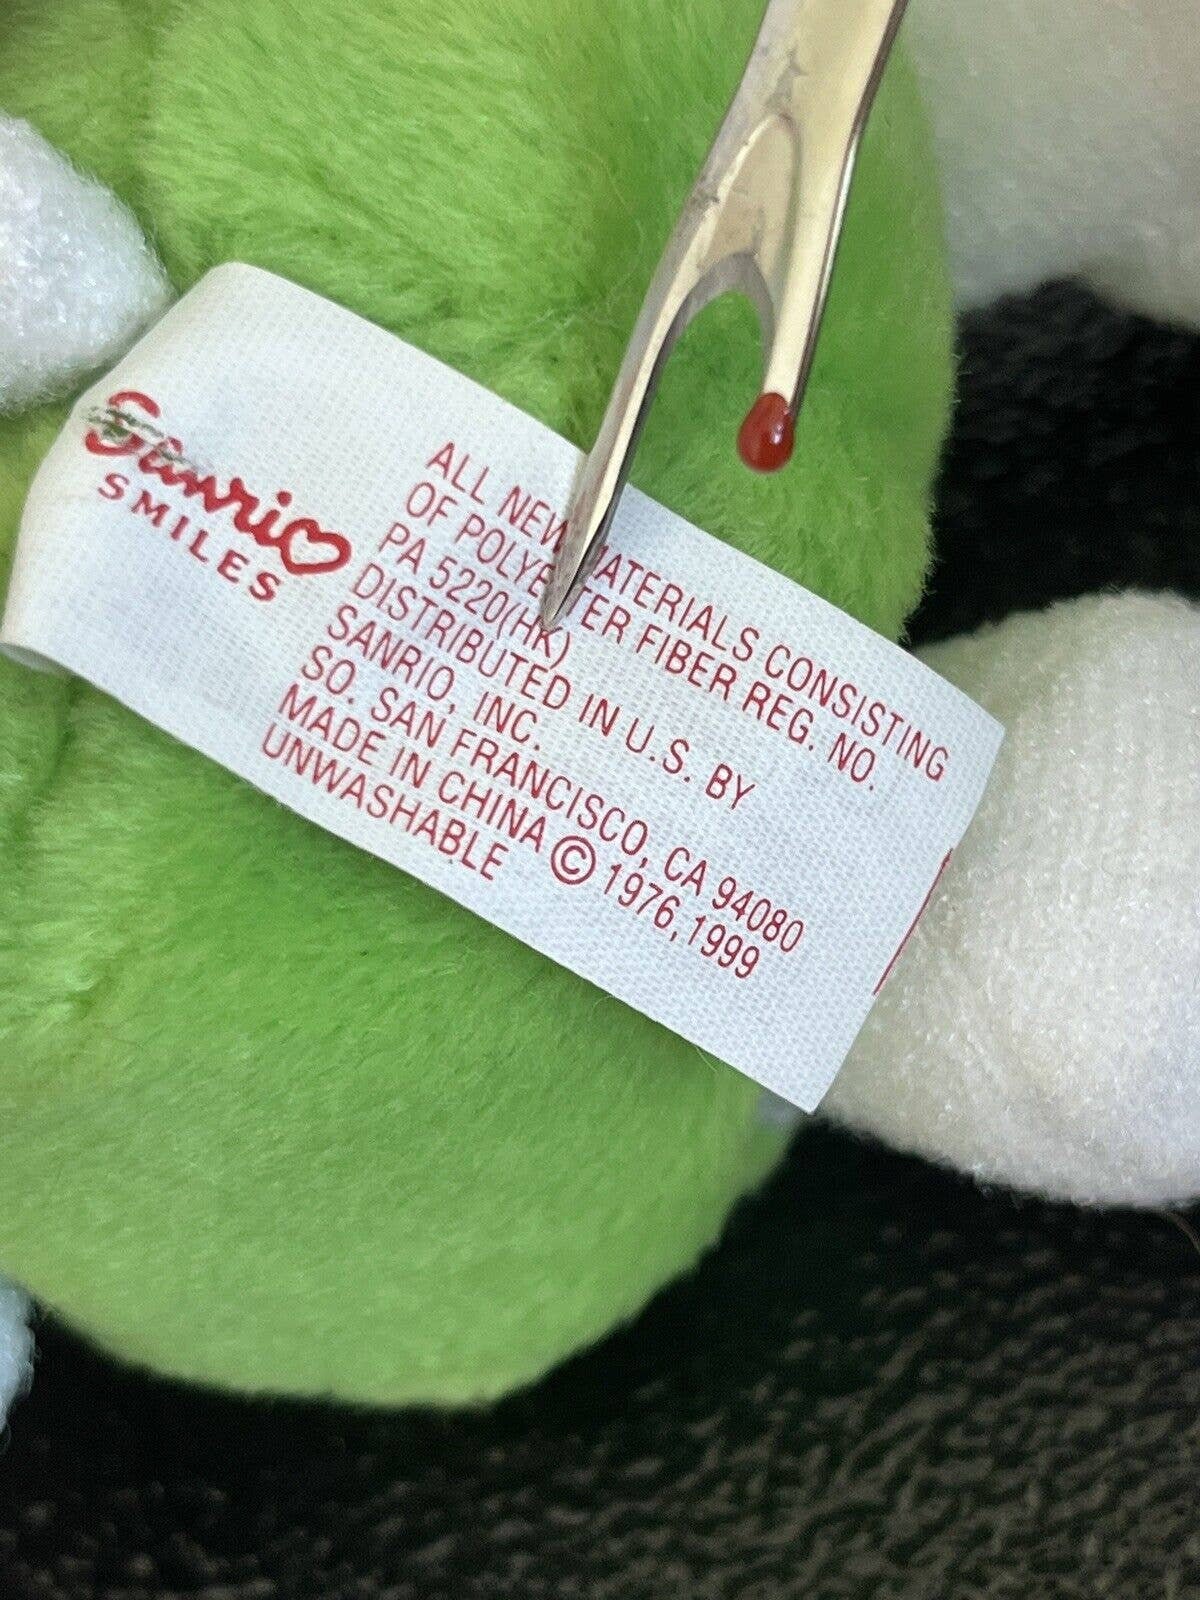 Sanrio
SMILES
ALL NEW MATERIALS CONSISTING
OF POLYESTER FIBER REG. NO.
PA 5220(HK)
DISTRIBUTED IN U.S. BY
SANRIO, INC.
SO. SAN FRANCISCO, CA 94080
MADE IN CHINA © 1976,1999
UNWASHABLE